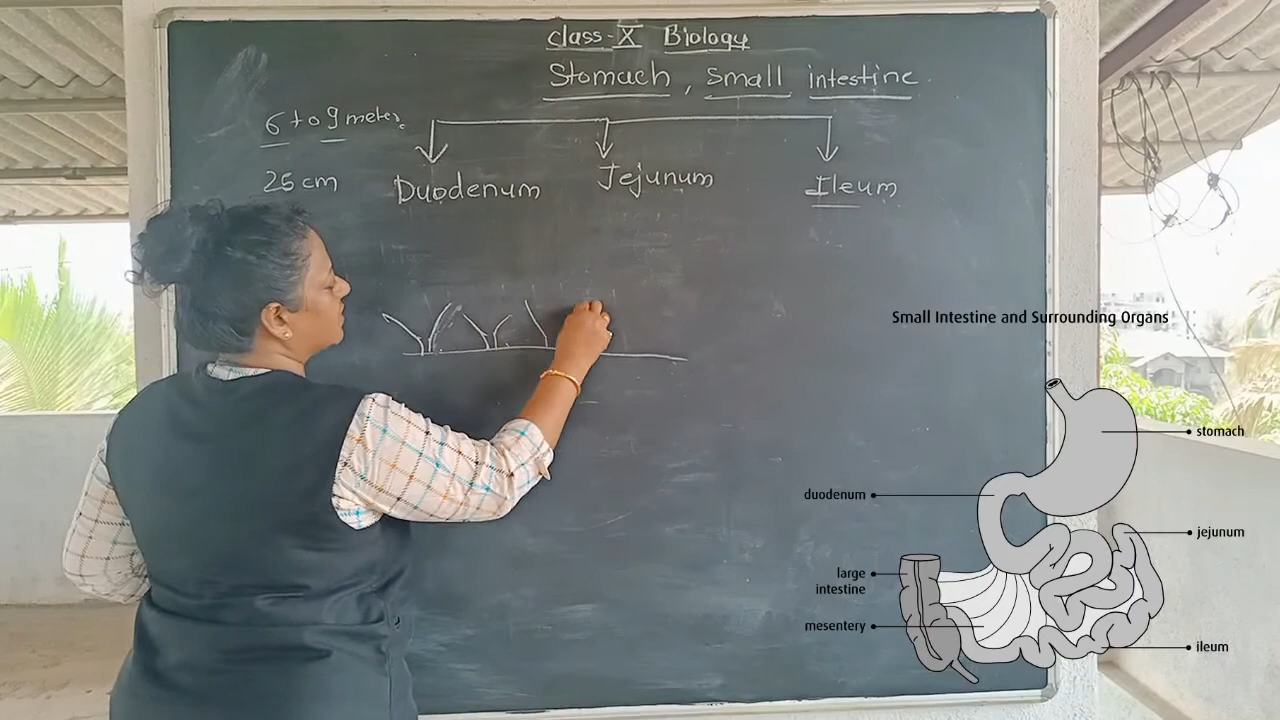 class-X Biology
Stomach, Small intestine
6 to 9 meter
25 cm
Duodenum
Jejunum
Ileum
Small Intestine and Surrounding Organs
stomach
duodenum
jejunum
large
intestine
mesentery
ileum